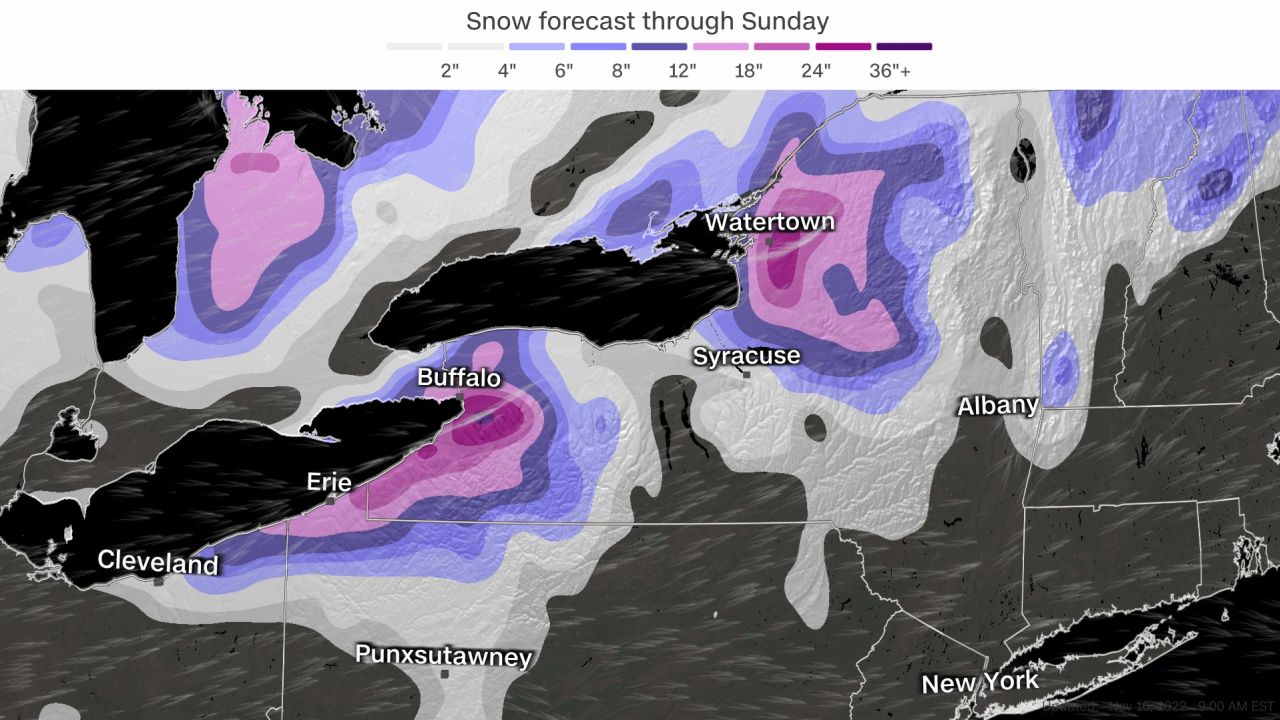 Snow forecast through Sunday
2" 4" 6" 8" 12" 18" 24" 36"+
Watertown
Syracuse
Buffalo
Albany
Erie
Cleveland
Punxsutawney
New York
Updated: Nov 16, 2022 9:00 AM EST